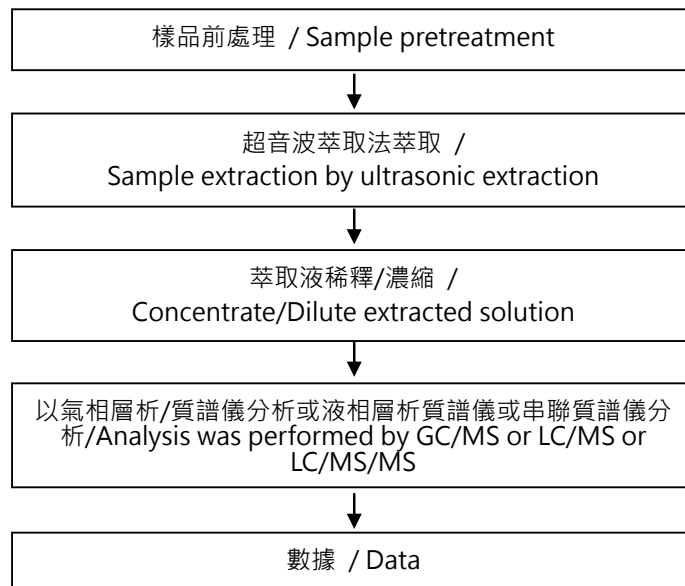 樣品前處理 / Sample pretreatment
超音波萃取法萃取 /
Sample extraction by ultrasonic extraction
萃取液稀釋/濃縮 /
Concentrate/Dilute extracted solution
以氣相層析/質譜儀分析或液相層析質譜儀或串聯質譜儀分
析/Analysis was performed by GC/MS or LC/MS or
LC/MS/MS
數據 / Data